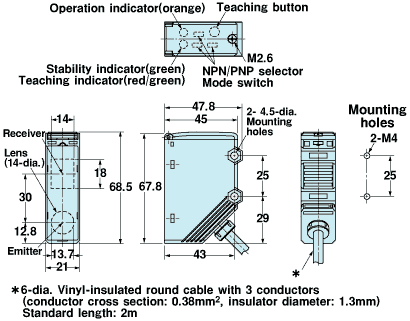 Operation indicator(orange)
Teaching button
M2.6
Stability indicator(green)
NPN/PNP selector
Teaching indicator(red/green)
Mode switch
14
47.8
45
2- 4.5-dia.
Mounting
holes
Mounting
holes
2-M4
Receiver
Lens
(14-dia.)
18
68.5
67.8
25
25
30
29
12.8
Emitter
13.7
21
43
*
*6-dia. Vinyl-insulated round cable with 3 conductors
(conductor cross section: 0.38mm², insulator diameter: 1.3mm)
Standard length: 2m